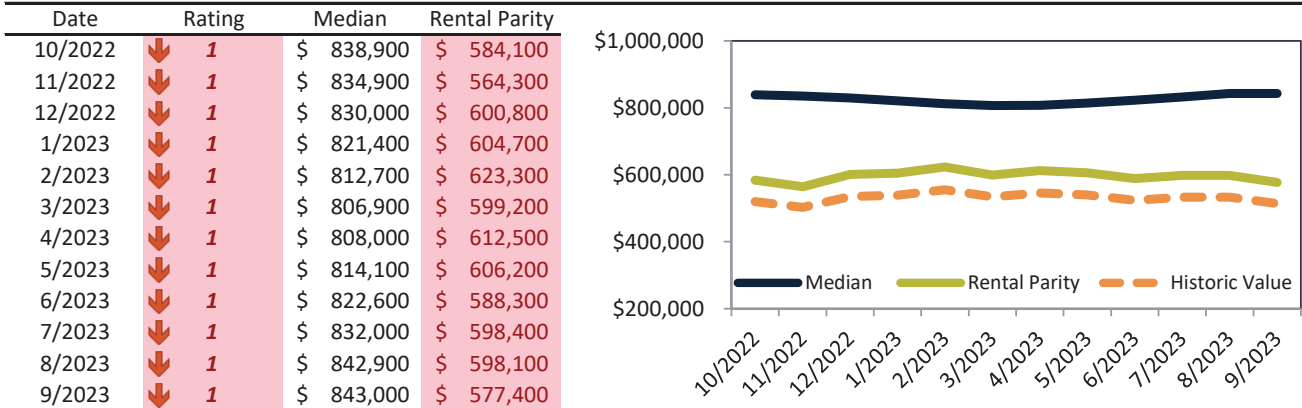 Date Rating Median Rental Parity
10/2022 1 $ 838,900 $ 584,100
11/2022 1 $ 834,900 $ 564,300
12/2022 1 $ 830,000 $ 600,800
1/2023 1 $ 821,400 $ 604,700
2/2023 1 $ 812,700 $ 623,300
3/2023 1 $ 806,900 $ 599,200
4/2023 1 $ 808,000 $ 612,500
5/2023 1 $ 814,100 $ 606,200
6/2023 1 $ 822,600 $ 588,300
7/2023 1 $ 832,000 $ 598,400
8/2023 1 $ 842,900 $ 598,100
9/2023 1 $ 843,000 $ 577,400
$1,000,000
$800,000
$600,000
$400,000
$200,000
Median Rental Parity Historic Value
10/2022 11/2022 12/2022 1/2023 2/2023 3/2023 4/2023 5/2023 6/2023 7/2023 8/2023 9/2023